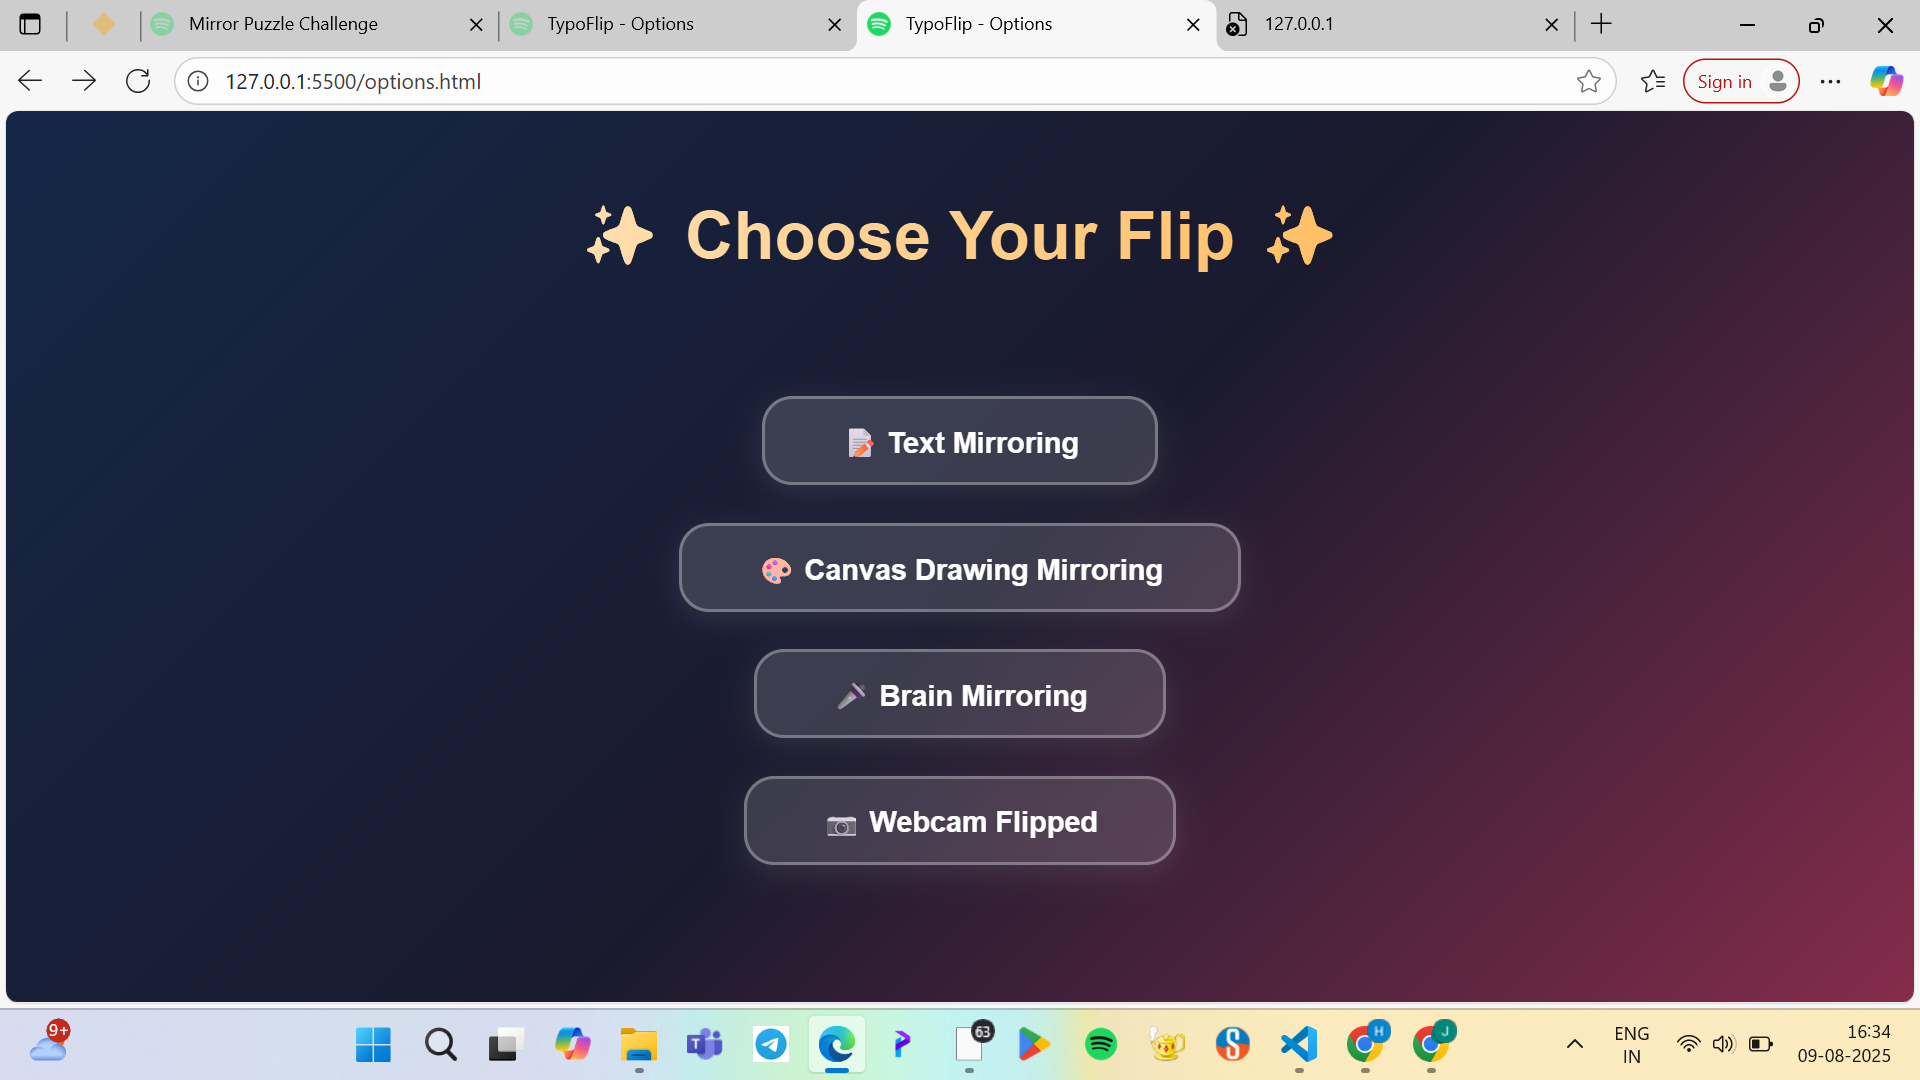 Mirror Puzzle Challenge
TypoFlip - Options
TypoFlip - Options
127.0.0.1
127.0.0.1:5500/options.html
Sign in
✨ Choose Your Flip ✨
📝 Text Mirroring
🎨 Canvas Drawing Mirroring
🎤 Brain Mirroring
📷 Webcam Flipped
9+
63
H
J
ENG
IN
16:34
09-08-2025